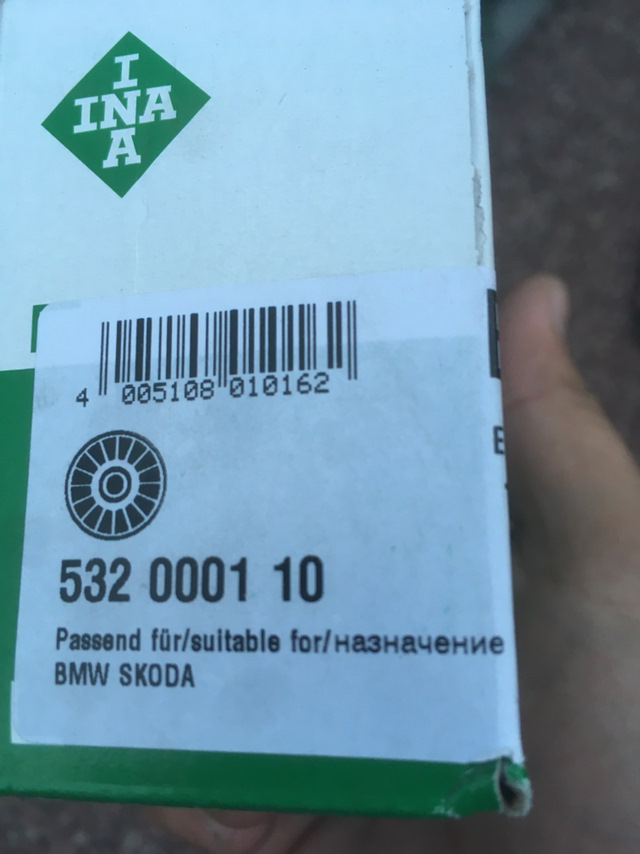 I
INA
A
4 005108 010162
532 0001 10
Passend für/suitable for/назначение
BMW SKODA